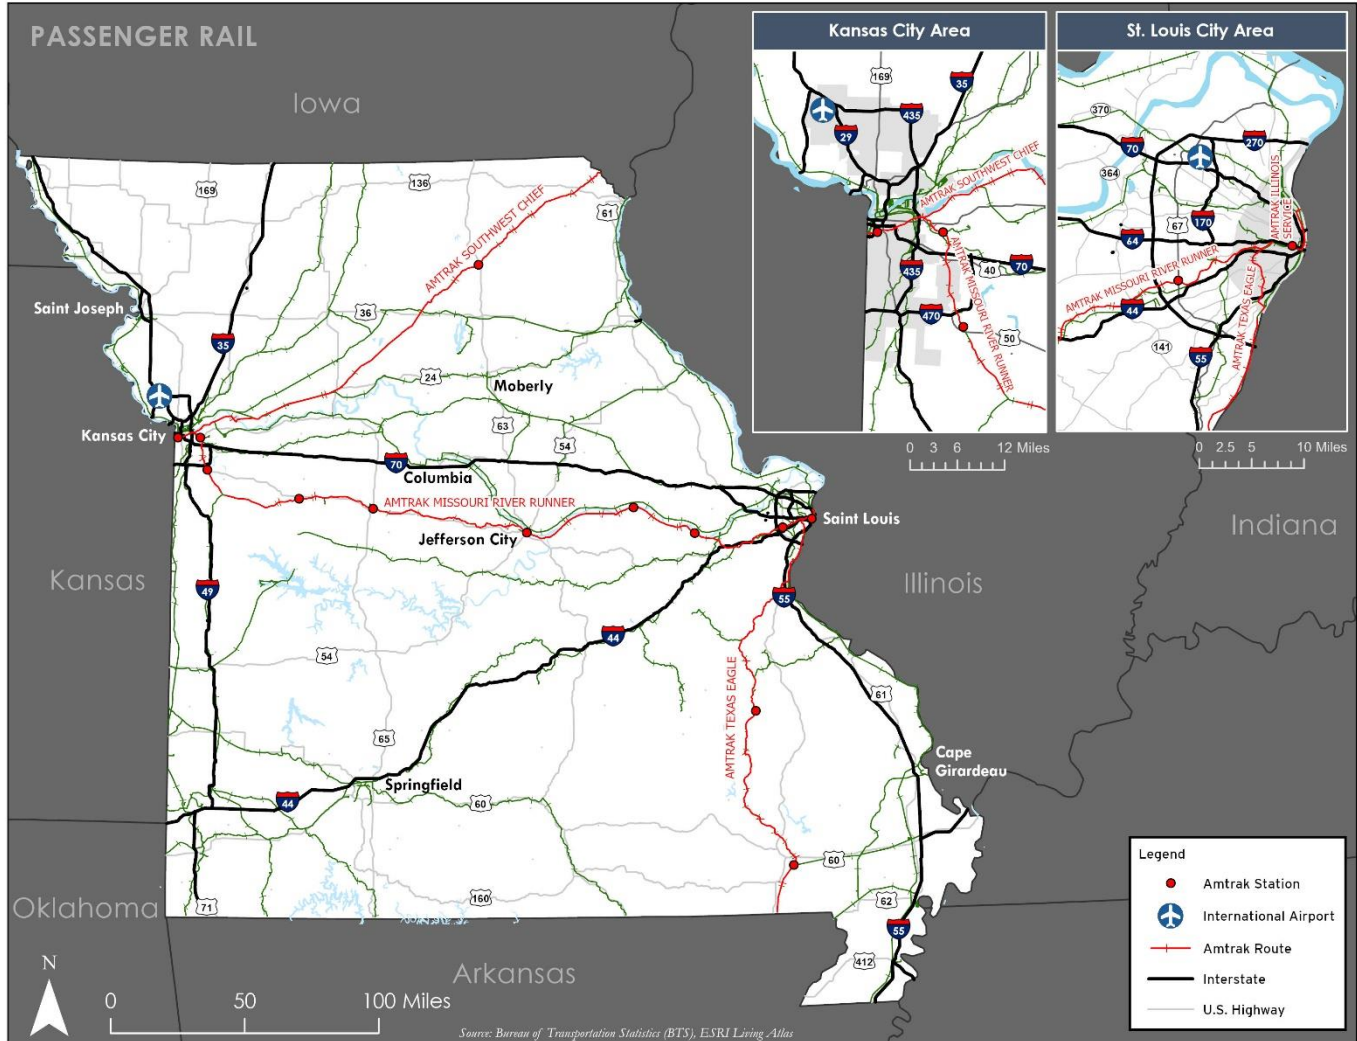 PASSENGER RAIL
Iowa
169
136
61
AMTRAK SOUTHWEST CHIEF
Saint Joseph
36
35
24
Moberly
63
54
Kansas City
70
Columbia
AMTRAK MISSOURI RIVER RUNNER
Jefferson City
Saint Louis
Indiana
Kansas
Illinois
49
55
44
54
AMTRAK TEXAS EAGLE
61
65
Cape
Girardeau
Springfield
44
60
60
Oklahoma
71
160
62
55
412
Arkansas
Kansas City Area
169
35
435
29
AMTRAK SOUTHWEST CHIEF
40
70
435
AMTRAK MISSOURI RIVER RUNNER
470
50
0 3 6 12 Miles
St. Louis City Area
370
70
270
364
AMTRAK ILLINOIS
SERVICE
170
67
64
AMTRAK MISSOURI RIVER RUNNER
44
AMTRAK TEXAS EAGLE
141
55
0 2.5 5 10 Miles
Legend
Amtrak Station
International Airport
Amtrak Route
Interstate
U.S. Highway
N
0 50 100 Miles
Source: Bureau of Transportation Statistics (BTS), ESRI Living Atlas